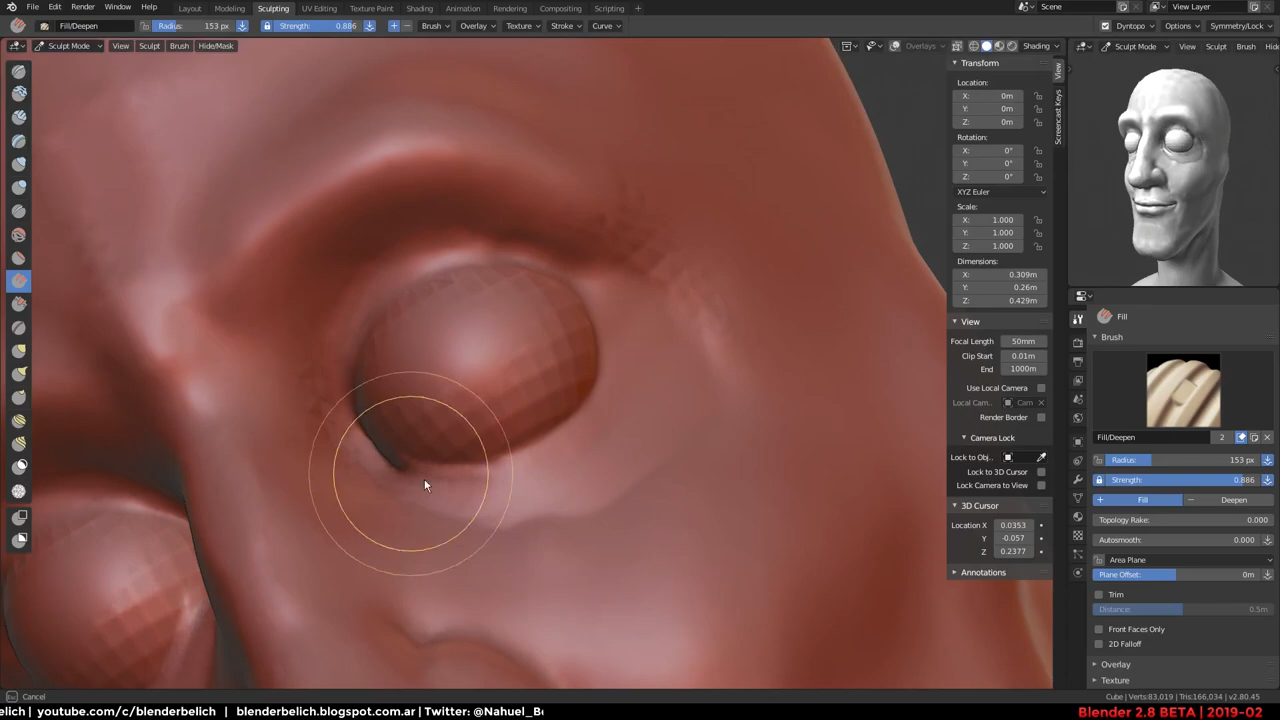 File Edit Render Window Help Layout Modeling Sculpting UV Editing Texture Paint Shading Animation Rendering Compositing Scripting Scene View Layer
Fill/Deepen Radius: 153 px Strength: 0.886 Brush Overlay Texture Stroke Curve Dyntopo Options Symmetry/Lock
Sculpt Mode View Sculpt Brush Hide/Mask Overlays Shading Sculpt Mode View Sculpt Brush Hide
Transform
Location:
X: 0m
Y: 0m
Z: 0m
Rotation:
X: 0°
Y: 0°
Z: 0°
XYZ Euler
Scale:
X: 1.000
Y: 1.000
Z: 1.000
Dimensions:
X: 0.309m
Y: 0.26m
Z: 0.429m
View
Focal Length 50mm
Clip Start 0.01m
End 1000m
Use Local Camera
Local Cam.. Cam
Render Border
Camera Lock
Lock to Obj..
Lock to 3D Cursor
Lock Camera to View
3D Cursor
Location X 0.0353
Y -0.057
Z 0.2377
Annotations
View
Screencast Keys
Fill
Brush
Fill/Deepen 2
Radius: 153 px
Strength: 0.886
Fill Deepen
Topology Rake: 0.000
Autosmooth: 0.000
Area Plane
Plane Offset: 0m
Trim
Distance: 0.5m
Front Faces Only
2D Falloff
Overlay
Texture
Cancel Cube | Verts:83,019 | Tris:166,034 | v2.80.45
elich | youtube.com/c/blenderbelich | blenderbelich.blogspot.com.ar | Twitter: @Nahuel_Be Blender 2.8 BETA | 2019-02